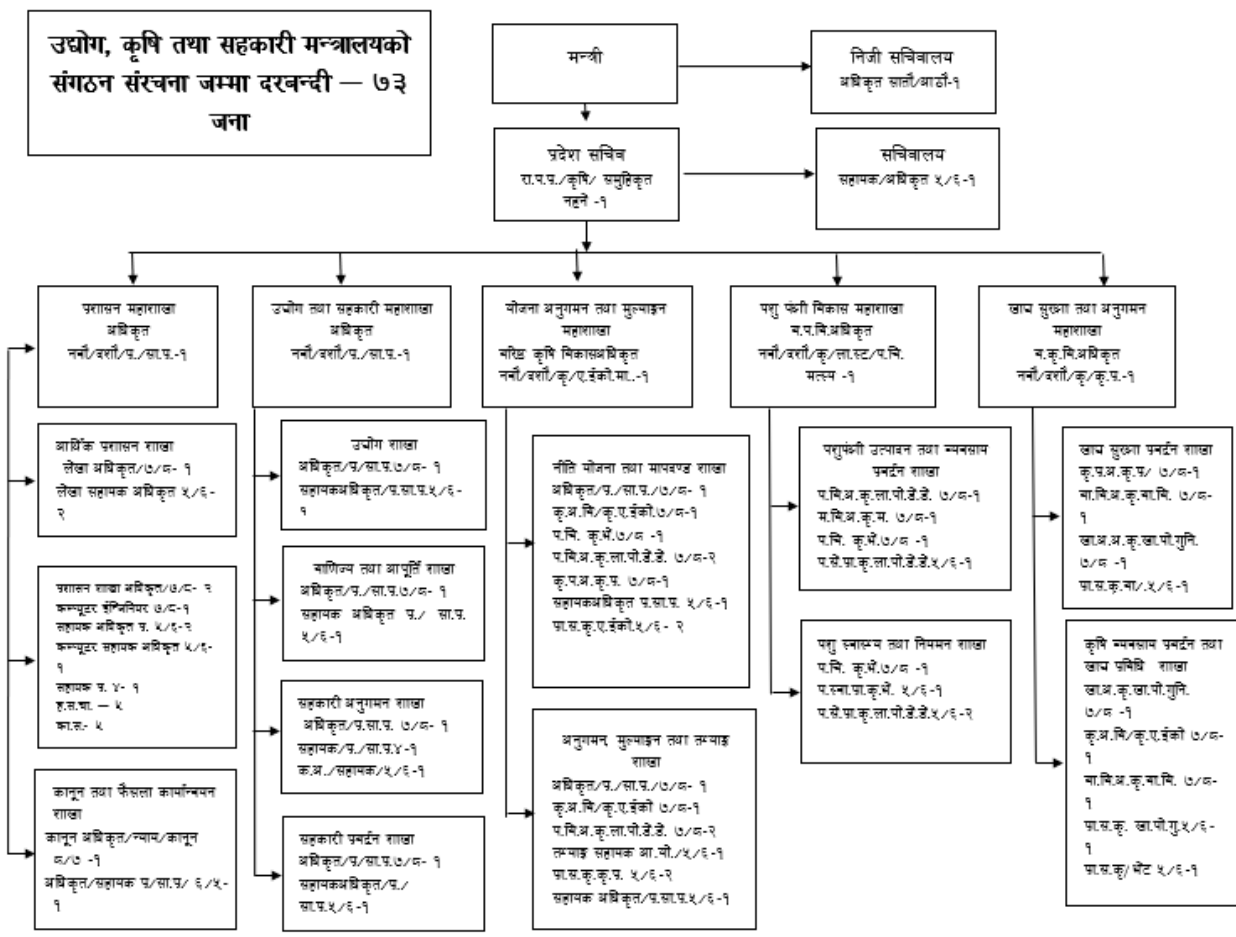 उद्योग, कृषि तथा सहकारी मन्त्रालयको
संगठन संरचना जम्मा दरबन्दी — ७३
जना
मन्त्री
निजी सचिवालय
अधिकृत सातौ/आठौ-१
प्रदेश सचिव
रा.प.प्र./कृषि/ समुहिकृत
नहुने -१
सचिवालय
सहायक/अधिकृत ५/६-१
प्रशासन महाशाखा
अधिकृत
नवौ/दशौ/प्र./सा.प्र.-१
उद्योग तथा सहकारी महाशाखा
अधिकृत
नवौ/दशौ/प्र./सा.प्र.-१
योजना अनुगमन तथा मुल्याङ्कन
महाशाखा
बरिष्ठ कृषि विकासअधिकृत
नवौ/दशौ/कृ/ए.ईको.मा..-१
पशु पंछी विकास महाशाखा
ब.प.वि.अधिकृत
नवौ/दशौ/कृ/ला.स्ट/प.चि.
मत्स्य -१
खाद्य सुरक्षा तथा अनुगमन
महाशाखा
ब.कृ.वि.अधिकृत
नवौ/दशौ/कृ/कृ.प्र.-१
आर्थिक प्रशासन शाखा
लेखा अधिकृत/७/८- १
लेखा सहायक अधिकृत ५/६-
२
प्रशासन शाखा अधिकृत/७/८- २
कम्प्यूटर ईन्जिनियर ७/८-१
सहायक अधिकृत प्र. ५/६-२
कम्प्यूटर सहायक अधिकृत ५/६-
१
सहायक प्र. ४- १
ह.स.चा. — ५
का.स.- ५
कानून तथा फैसला कार्यान्वयन
शाखा
कानून अधिकृत/न्याय/कानून
८/७ -१
अधिकृत/सहायक प्र/सा.प्र/ ६/५-
१
उद्योग शाखा
अधिकृत/प्र/सा.प्र.७/८- १
सहायकअधिकृत/प्र.सा.प्र.५/६-
१
वाणिज्य तथा आपूर्ति शाखा
अधिकृत/प्र./सा.प्र.७/८- १
सहायक अधिकृत प्र./ सा.प्र.
५/६-१
सहकारी अनुगमन शाखा
अधिकृत/प्र.सा.प्र. ७/८- १
सहायक/प्र./सा.प्र.४-१
क.अ./सहायक/५/६-१
सहकारी प्रबर्द्धन शाखा
अधिकृत/प्र/सा.प्र.७/८- १
सहायकअधिकृत/प्र./
सा.प्र.५/६-१
नीति योजना तथा मापदण्ड शाखा
अधिकृत/प्र./सा.प्र./७/८- १
कृ.अ.वि/कृ.ए.ईको.७/८-१
प.चि. कृ.भे.७/८ -१
प.वि.अ.कृ.ला.पो.डे.डे. ७/८-२
कृ.प्र.अ.कृ.प्र. ७/८-१
सहायकअधिकृत प्र.सा.प्र. ५/६-१
प्रा.स.कृ.ए.ईको.५/६- २
अनुगमन, मुल्याङ्कन तथा तथ्याङ्क
शाखा
अधिकृत/प्र./सा.प्र./७/८- १
कृ.अ.वि/कृ.ए.ईको ७/८-१
प.वि.अ.कृ.ला.पो.डे.डे. ७/८-२
तथ्याङ्क सहायक आ.यो./५/६-१
प्रा.स.कृ.कृ.प्र. ५/६-२
सहायक अधिकृत/प्र.सा.प्र.५/६-१
पशुपंछी उत्पादन तथा व्यवसाय
प्रबर्द्धन शाखा
प.वि.अ.कृ.ला.पो.डे.डे. ७/८-१
म.वि.अ.कृ.म. ७/८-१
प.चि. कृ.भे.७/८ -१
प.से.प्रा.कृ.ला.पो.डे.डे.५/६-१
पशु स्वास्थ्य तथा नियमन शाखा
प.चि. कृ.भे.७/८ -१
प.स्वा.प्रा.कृ.भे. ५/६-१
प.से.प्रा.कृ.ला.पो.डे.डे.५/६-२
खाद्य सुरक्षा प्रबर्द्धन शाखा
कृ.प्र.अ.कृ.प्र/ ७/८-१
बा.वि.अ.कृ.बा.वि. ७/८-
१
खा.अ.अ.कृ.खा.पो.गुनि.
७/८ -१
प्रा.स.कृ.बा/.५/६-१
कृषि व्यवसाय प्रबर्द्धन तथा
खाद्य प्रविधि शाखा
खा.अ.कृ.खा.पो.गुनि.
७/८ -१
कृ.अ.वि/कृ.ए.ईको ७/८-
१
बा.वि.अ.कृ.बा.वि. ७/८-
१
प्रा.स.कृ. खा.पो.गु.५/६-
१
प्रा.स.कृ/ भेट ५/६-१